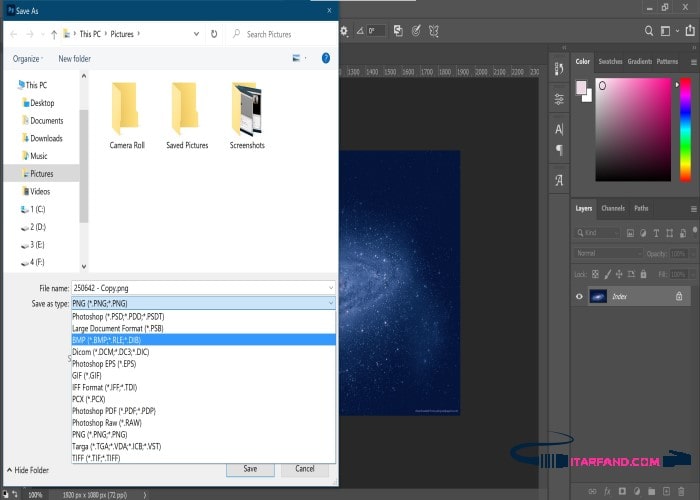 Ps Save As
This PC > Pictures >
Search Pictures
Organize
New folder
This PC
Desktop
Documents
Downloads
Music
Pictures
Videos
1 (C:)
2 (D:)
3 (E:)
4 (F:)
Camera Roll
Saved Pictures
Screenshots
File name: 250642 - Copy.png
Save as type: PNG (*.PNG;*.PNG)
Photoshop (*.PSD;*.PDD;*.PSDT)
Large Document Format (*.PSB)
BMP (*.BMP;*.RLE;*.DIB)
Dicom (*.DCM;*.DC3;*.DIC)
Photoshop EPS (*.EPS)
GIF (*.GIF)
IFF Format (*.IFF;*.TDI)
PCX (*.PCX)
Photoshop PDF (*.PDF;*.PDP)
Photoshop Raw (*.RAW)
PNG (*.PNG;*.PNG)
Targa (*.TGA;*.VDA;*.ICB;*.VST)
TIFF (*.TIF;*.TIFF)
Hide Folder
Save
Cancel
0°
1300 1400 1500 1600 1700 1800 1900 2000 2100 2200 230
Color Swatches Gradients Patterns
Layers Channels Paths
Kind
Normal
Opacity: 100%
Lock:
Fill: 100%
Index
ITARFAND.COM
100%
1920 px x 1080 px (72 ppi)